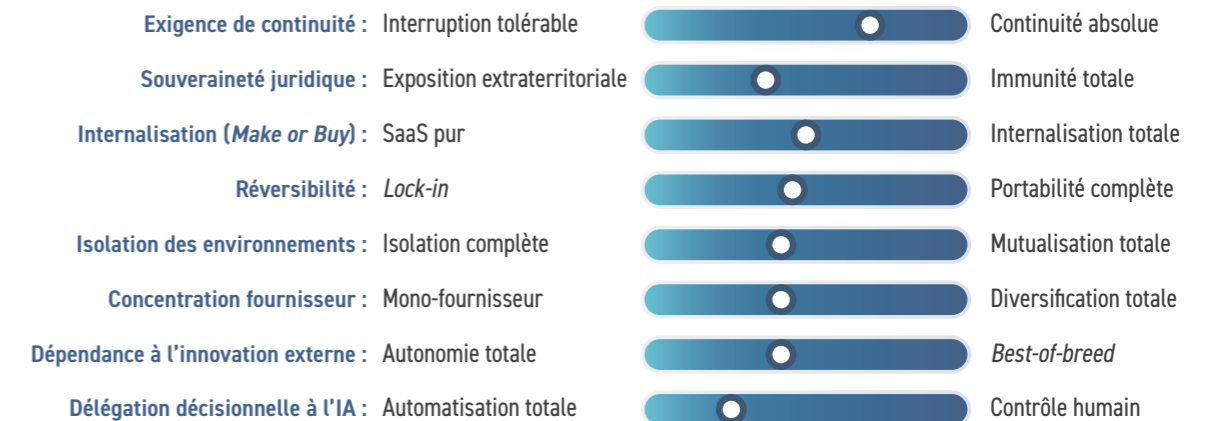 Exigence de continuité : Interruption tolérable Continuité absolue
Souveraineté juridique : Exposition extraterritoriale Immunité totale
Internalisation (Make or Buy) : SaaS pur Internalisation totale
Réversibilité : Lock-in Portabilité complète
Isolation des environnements : Isolation complète Mutualisation totale
Concentration fournisseur : Mono-fournisseur Diversification totale
Dépendance à l’innovation externe : Autonomie totale Best-of-breed
Délégation décisionnelle à l’IA : Automatisation totale Contrôle humain